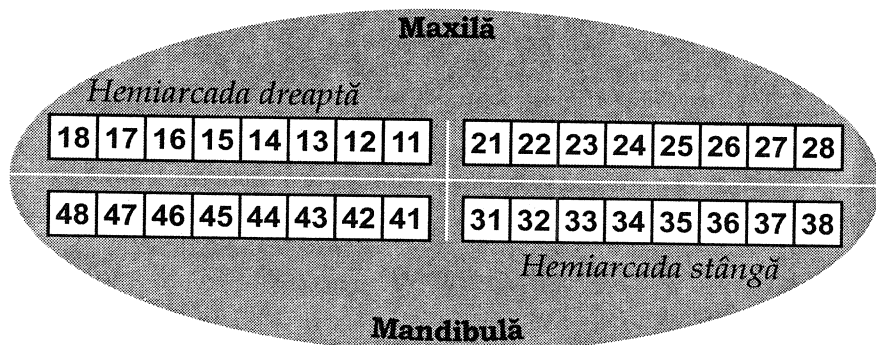 Maxilă
Hemiarcada dreaptă
18 17 16 15 14 13 12 11 21 22 23 24 25 26 27 28
48 47 46 45 44 43 42 41 31 32 33 34 35 36 37 38
Hemiarcada stângă
Mandibulă